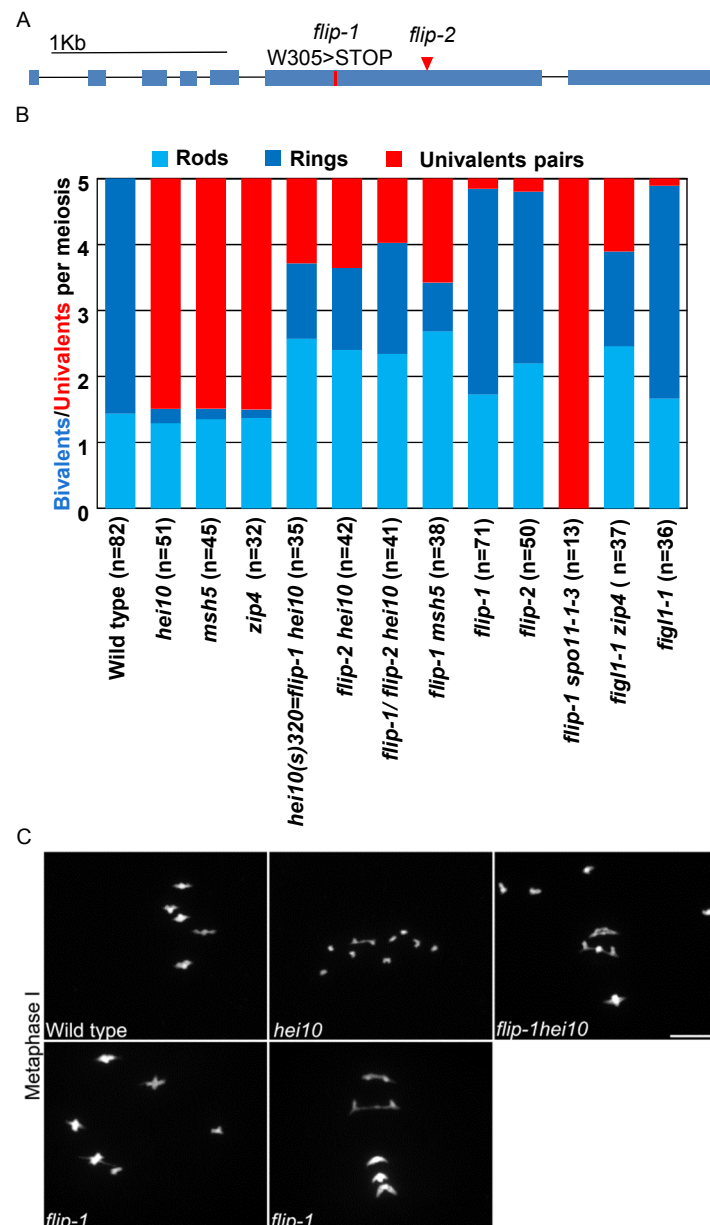 A
flip-1
flip-2
1Kb
W305>STOP
B
Rods Rings Univalents pairs
Bivalents/Univalents per meiosis
5
4
3
2
1
0
Wild type (n=82)
hei10 (n=51)
msh5 (n=45)
zip4 (n=32)
hei10(s)320=flip-1 hei10 (n=35)
flip-2 hei10 (n=42)
flip-1/ flip-2 hei10 (n=41)
flip-1 msh5 (n=38)
flip-1 (n=71)
flip-2 (n=50)
flip-1 spo11-1-3 (n=13)
figl1-1 zip4 ( n=37)
figl1-1 (n=36)
C
Metaphase I
Wild type
hei10
flip-1hei10
flip-1
flip-1